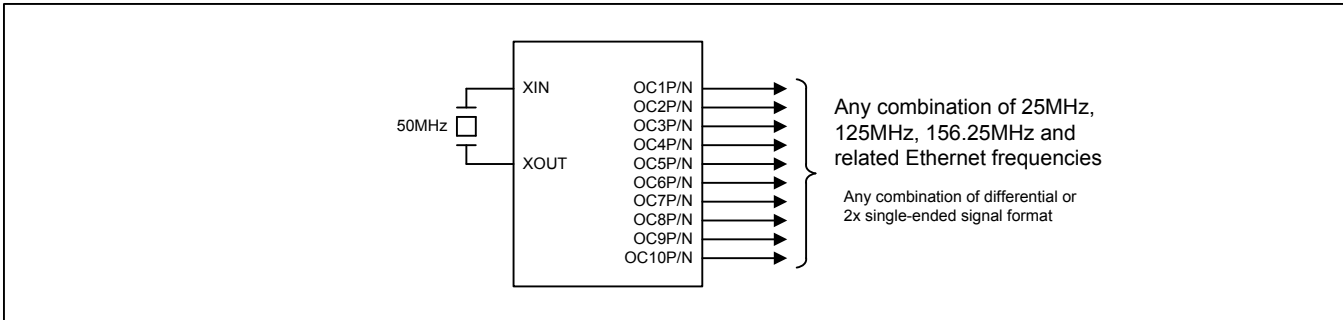 XIN
50MHz
XOUT
OC1P/N
OC2P/N
OC3P/N
OC4P/N
OC5P/N
OC6P/N
OC7P/N
OC8P/N
OC9P/N
OC10P/N
Any combination of 25MHz,
125MHz, 156.25MHz and
related Ethernet frequencies
Any combination of differential or
2x single-ended signal format